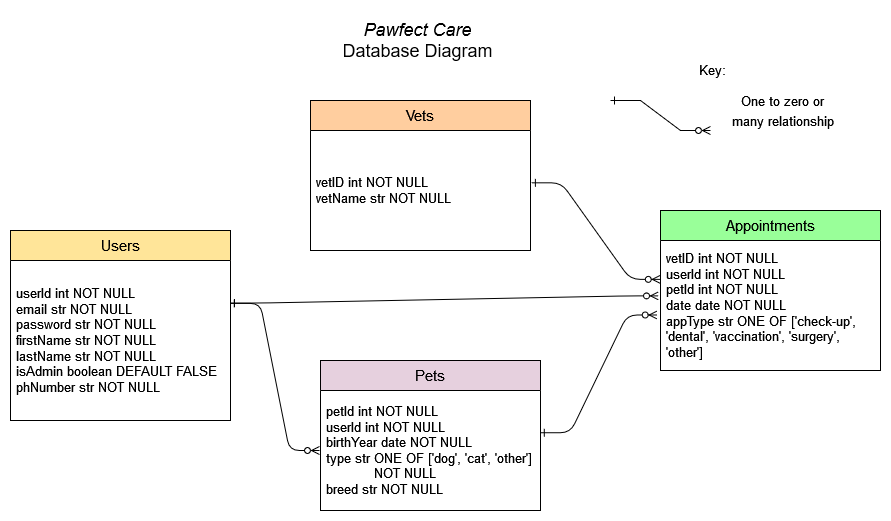 Pawfect Care
Database Diagram
Key:
One to zero or
many relationship
Vets
vetID int NOT NULL
vetName str NOT NULL
Appointments
vetID int NOT NULL
userId int NOT NULL
petId int NOT NULL
date date NOT NULL
appType str ONE OF ['check-up',
'dental', 'vaccination', 'surgery',
'other']
Users
userId int NOT NULL
email str NOT NULL
password str NOT NULL
firstName str NOT NULL
lastName str NOT NULL
isAdmin boolean DEFAULT FALSE
phNumber str NOT NULL
Pets
petId int NOT NULL
userId int NOT NULL
birthYear date NOT NULL
type str ONE OF ['dog', 'cat', 'other']
NOT NULL
breed str NOT NULL